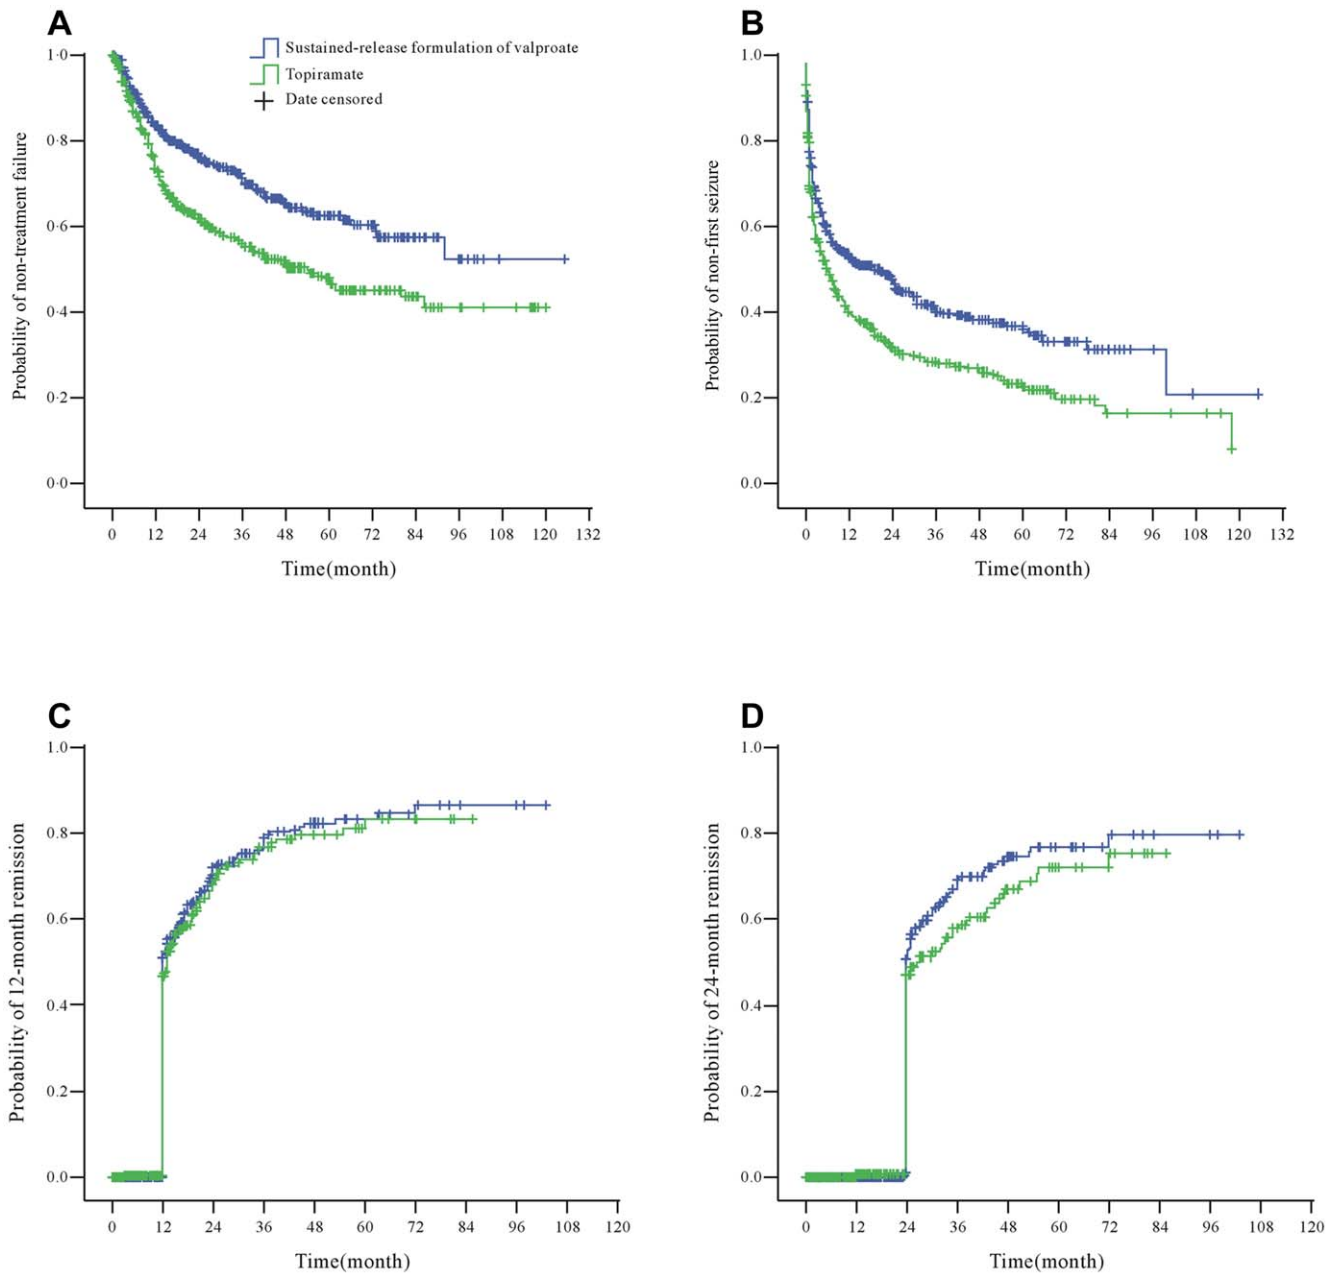 A
Sustained-release formulation of valproate
Topiramate
Date censored
Probability of non-treatment failure
1·0
0·8
0·6
0·4
0·2
0·0
0 12 24 36 48 60 72 84 96 108 120 132
Time(month)
B
Probability of non-first seizure
1.0
0.8
0.6
0.4
0.2
0.0
0 12 24 36 48 60 72 84 96 108 120 132
Time(month)
C
Probability of 12-month remission
1.0
0.8
0.6
0.4
0.2
0.0
0 12 24 36 48 60 72 84 96 108 120
Time(month)
D
Probability of 24-month remission
1.0
0.8
0.6
0.4
0.2
0.0
0 12 24 36 48 60 72 84 96 108 120
Time(month)